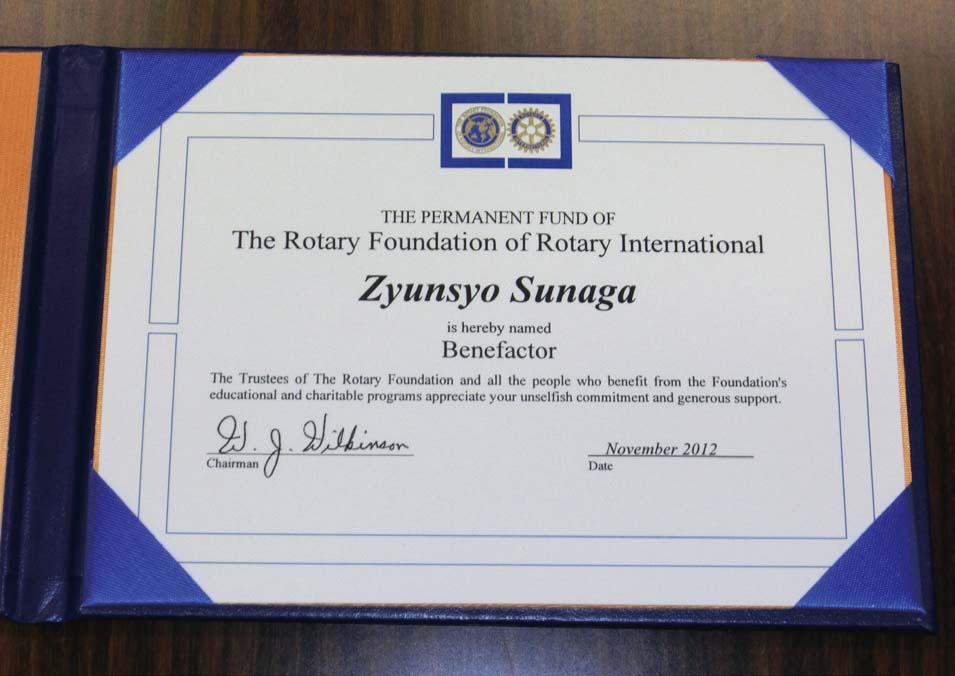 THE PERMANENT FUND OF
The Rotary Foundation of Rotary International
Zyunsyo Sunaga
is hereby named
Benefactor
The Trustees of The Rotary Foundation and all the people who benefit from the Foundation's
educational and charitable programs appreciate your unselfish commitment and generous support.
W. J. Wilkinson
Chairman
November 2012
Date